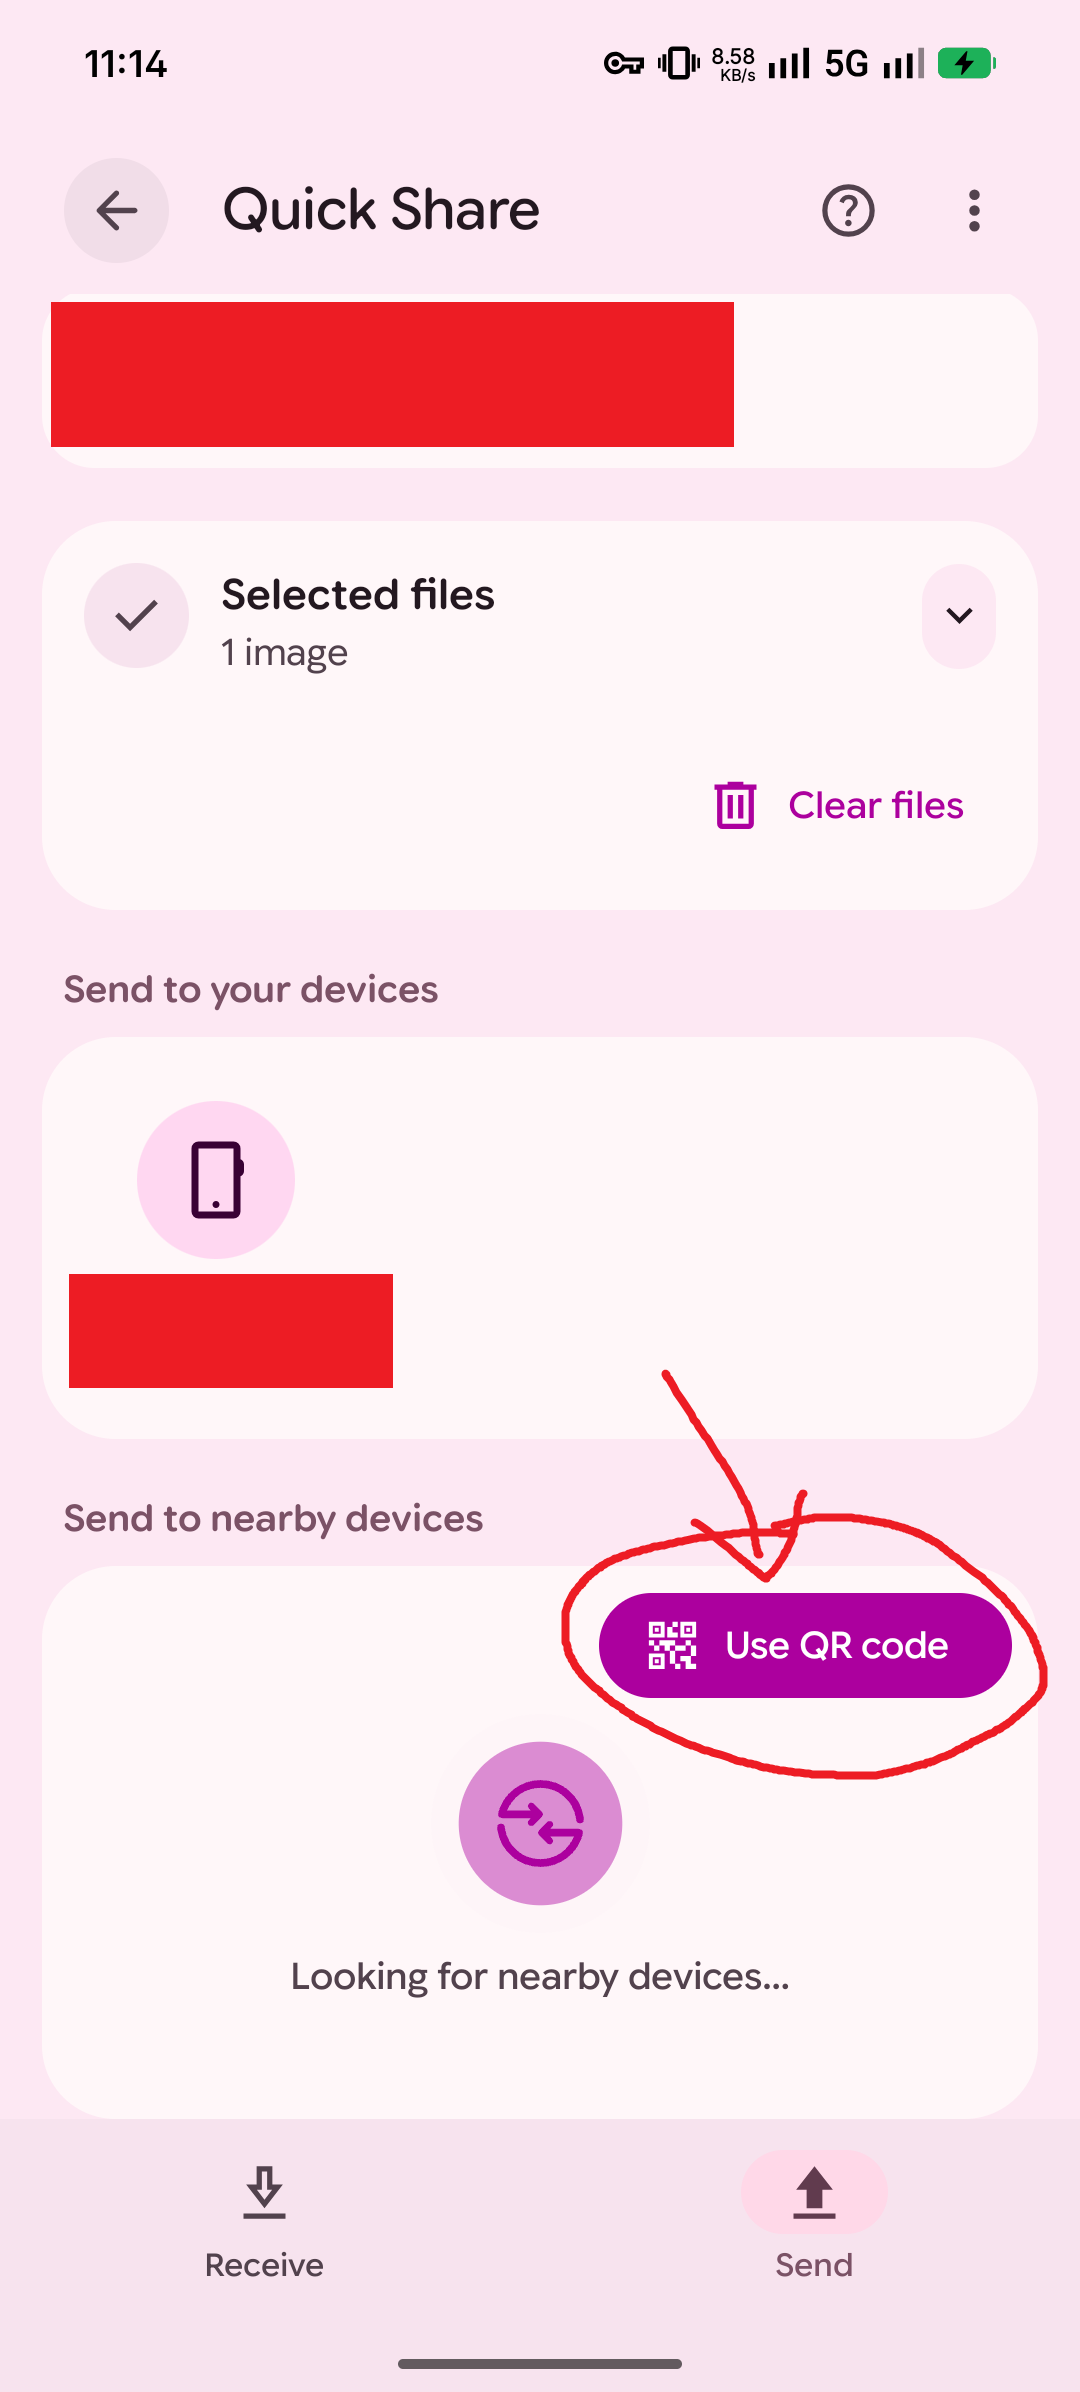 11:14 8.58 KB/s 5G
Quick Share
Selected files
1 image
Clear files
Send to your devices
Send to nearby devices
Use QR code
Looking for nearby devices...
Receive Send